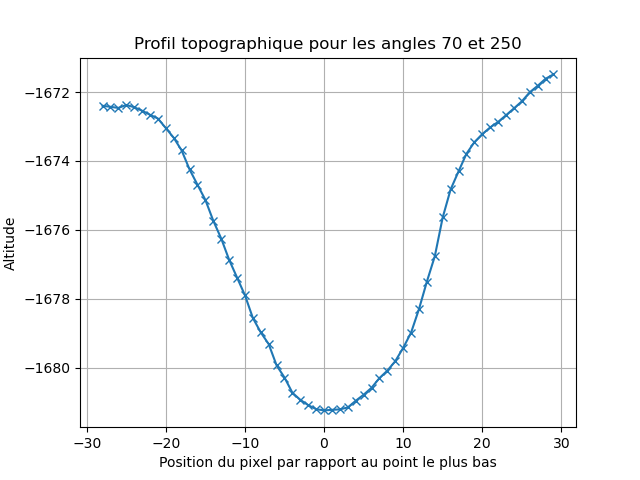 Profil topographique pour les angles 70 et 250
−1672
−1674
−1676
−1678
−1680
Altitude
−30 −20 −10 0 10 20 30
Position du pixel par rapport au point le plus bas